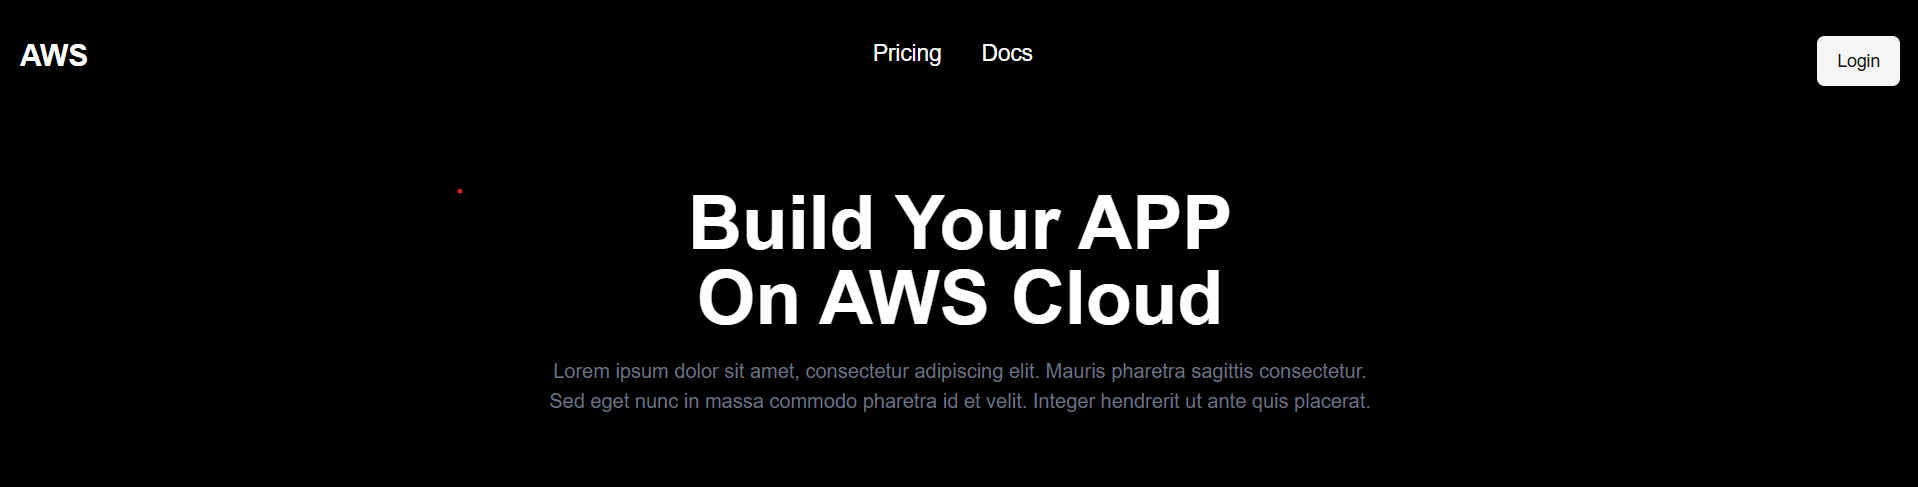 AWS
Pricing
Docs
Login
Build Your APP
On AWS Cloud
Lorem ipsum dolor sit amet, consectetur adipiscing elit. Mauris pharetra sagittis consectetur.
Sed eget nunc in massa commodo pharetra id et velit. Integer hendrerit ut ante quis placerat.